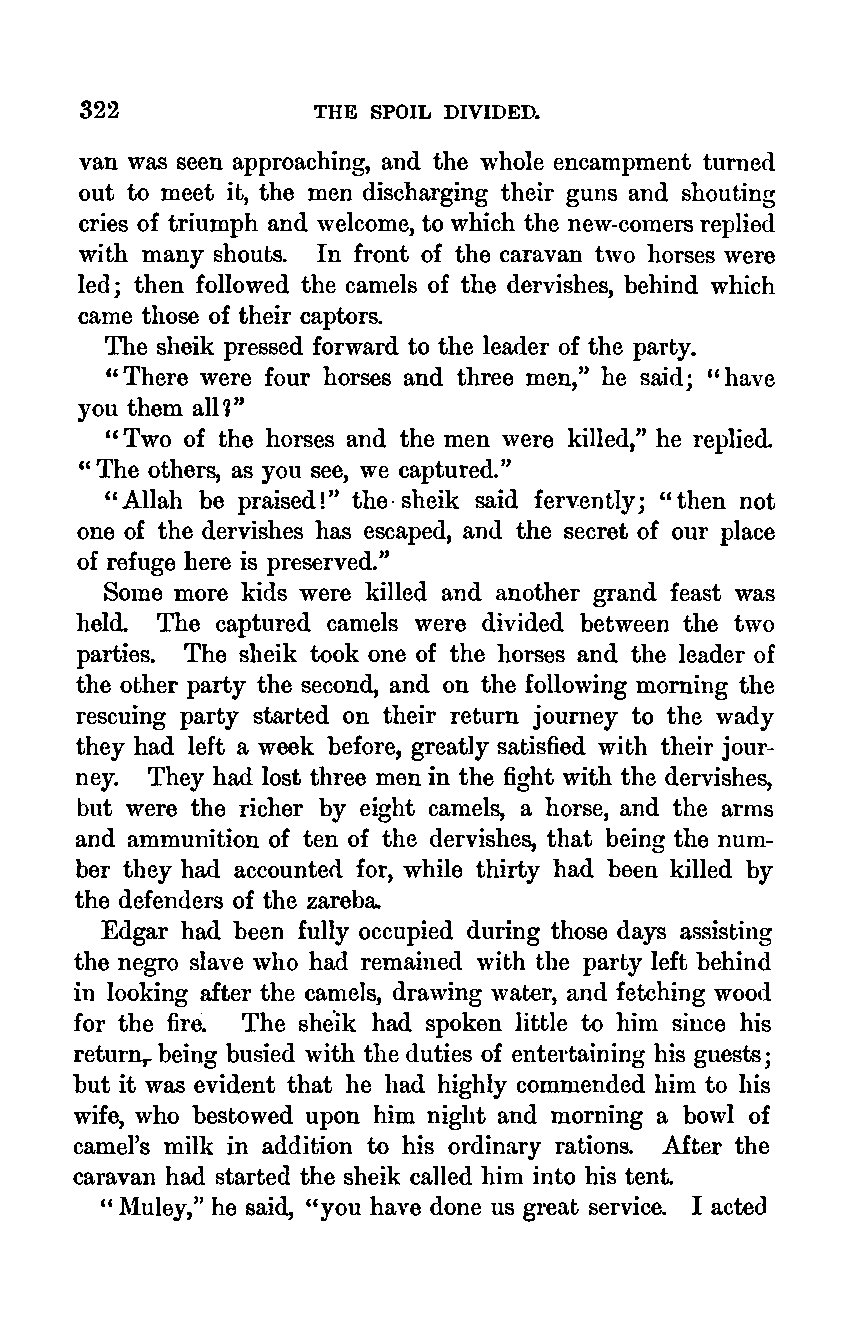 322 THE SPOIL DIVIDED.
van was seen approaching, and the whole encampment turned
out to meet it, the men discharging their guns and shouting
cries of triumph and welcome, to which the new-comers replied
with many shouts. In front of the caravan two horses were
led; then followed the camels of the dervishes, behind which
came those of their captors.
The sheik pressed forward to the leader of the party.
"There were four horses and three men," he said; "have
you them all?"
"Two of the horses and the men were killed," he replied.
"The others, as you see, we captured."
"Allah be praised!" the sheik said fervently; "then not
one of the dervishes has escaped, and the secret of our place
of refuge here is preserved."
Some more kids were killed and another grand feast was
held. The captured camels were divided between the two
parties. The sheik took one of the horses and the leader of
the other party the second, and on the following morning the
rescuing party started on their return journey to the wady
they had left a week before, greatly satisfied with their jour-
ney. They had lost three men in the fight with the dervishes,
but were the richer by eight camels, a horse, and the arms
and ammunition of ten of the dervishes, that being the num-
ber they had accounted for, while thirty had been killed by
the defenders of the zareba.
Edgar had been fully occupied during those days assisting
the negro slave who had remained with the party left behind
in looking after the camels, drawing water, and fetching wood
for the fire. The sheik had spoken little to him since his
return, being busied with the duties of entertaining his guests;
but it was evident that he had highly commended him to his
wife, who bestowed upon him night and morning a bowl of
camel's milk in addition to his ordinary rations. After the
caravan had started the sheik called him into his tent.
"Muley," he said, "you have done us great service. I acted